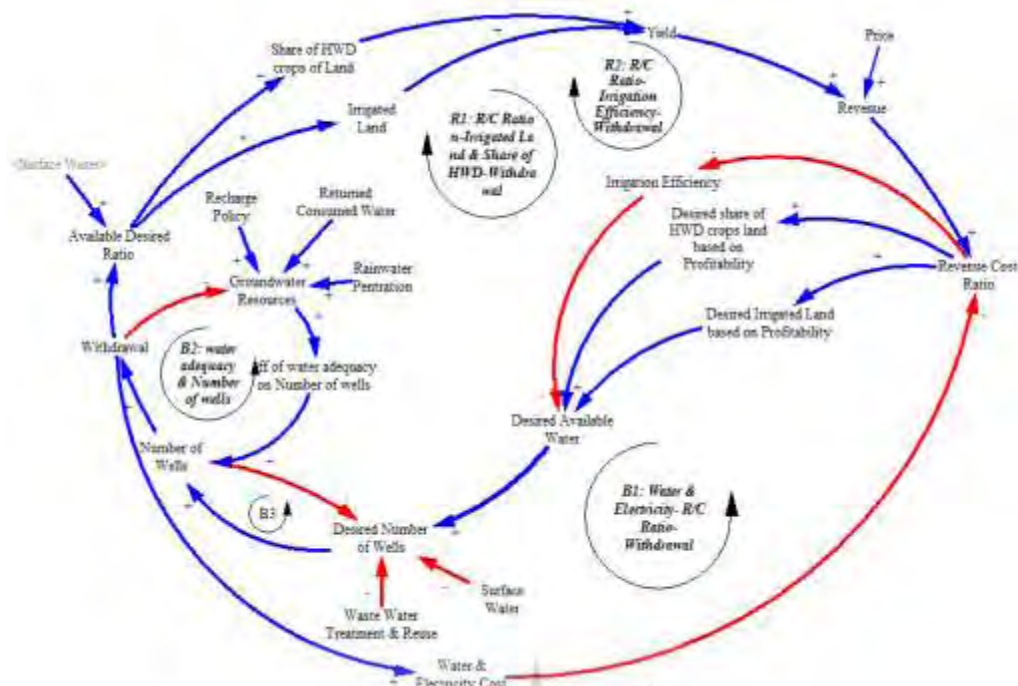 Share of HWD
crops of Land
Yield
Price
R2: R/C
Ratio-
Irrigation
Efficiency-
Withdrawal
Irrigated
Land
R1: R/C Ratio
n-Irrigated La
nd & Share of
HWD-Withdra
wal
Revenue
<Surface Water>
Irrigation Efficiency
Recharge
Policy
Returned
Consumed Water
Desired share of
HWD crops land
based on
Profitability
Available Desired
Ratio
Groundwater
Resources
Rainwater
Pentration
Revenue Cost
Ratio
Desired Irrigated Land
based on Profitability
Withdrawal
B2: water
adequacy
& Number
of wells
ff of water adequacy
on Number of wells
Desired Available
Water
Number of
Wells
B3
B1: Water &
Electricity- R/C
Ratio-
Withdrawal
Desired Number
of Wells
Surface
Water
Waste Water
Treatment & Reuse
Water &
Electricity Cost